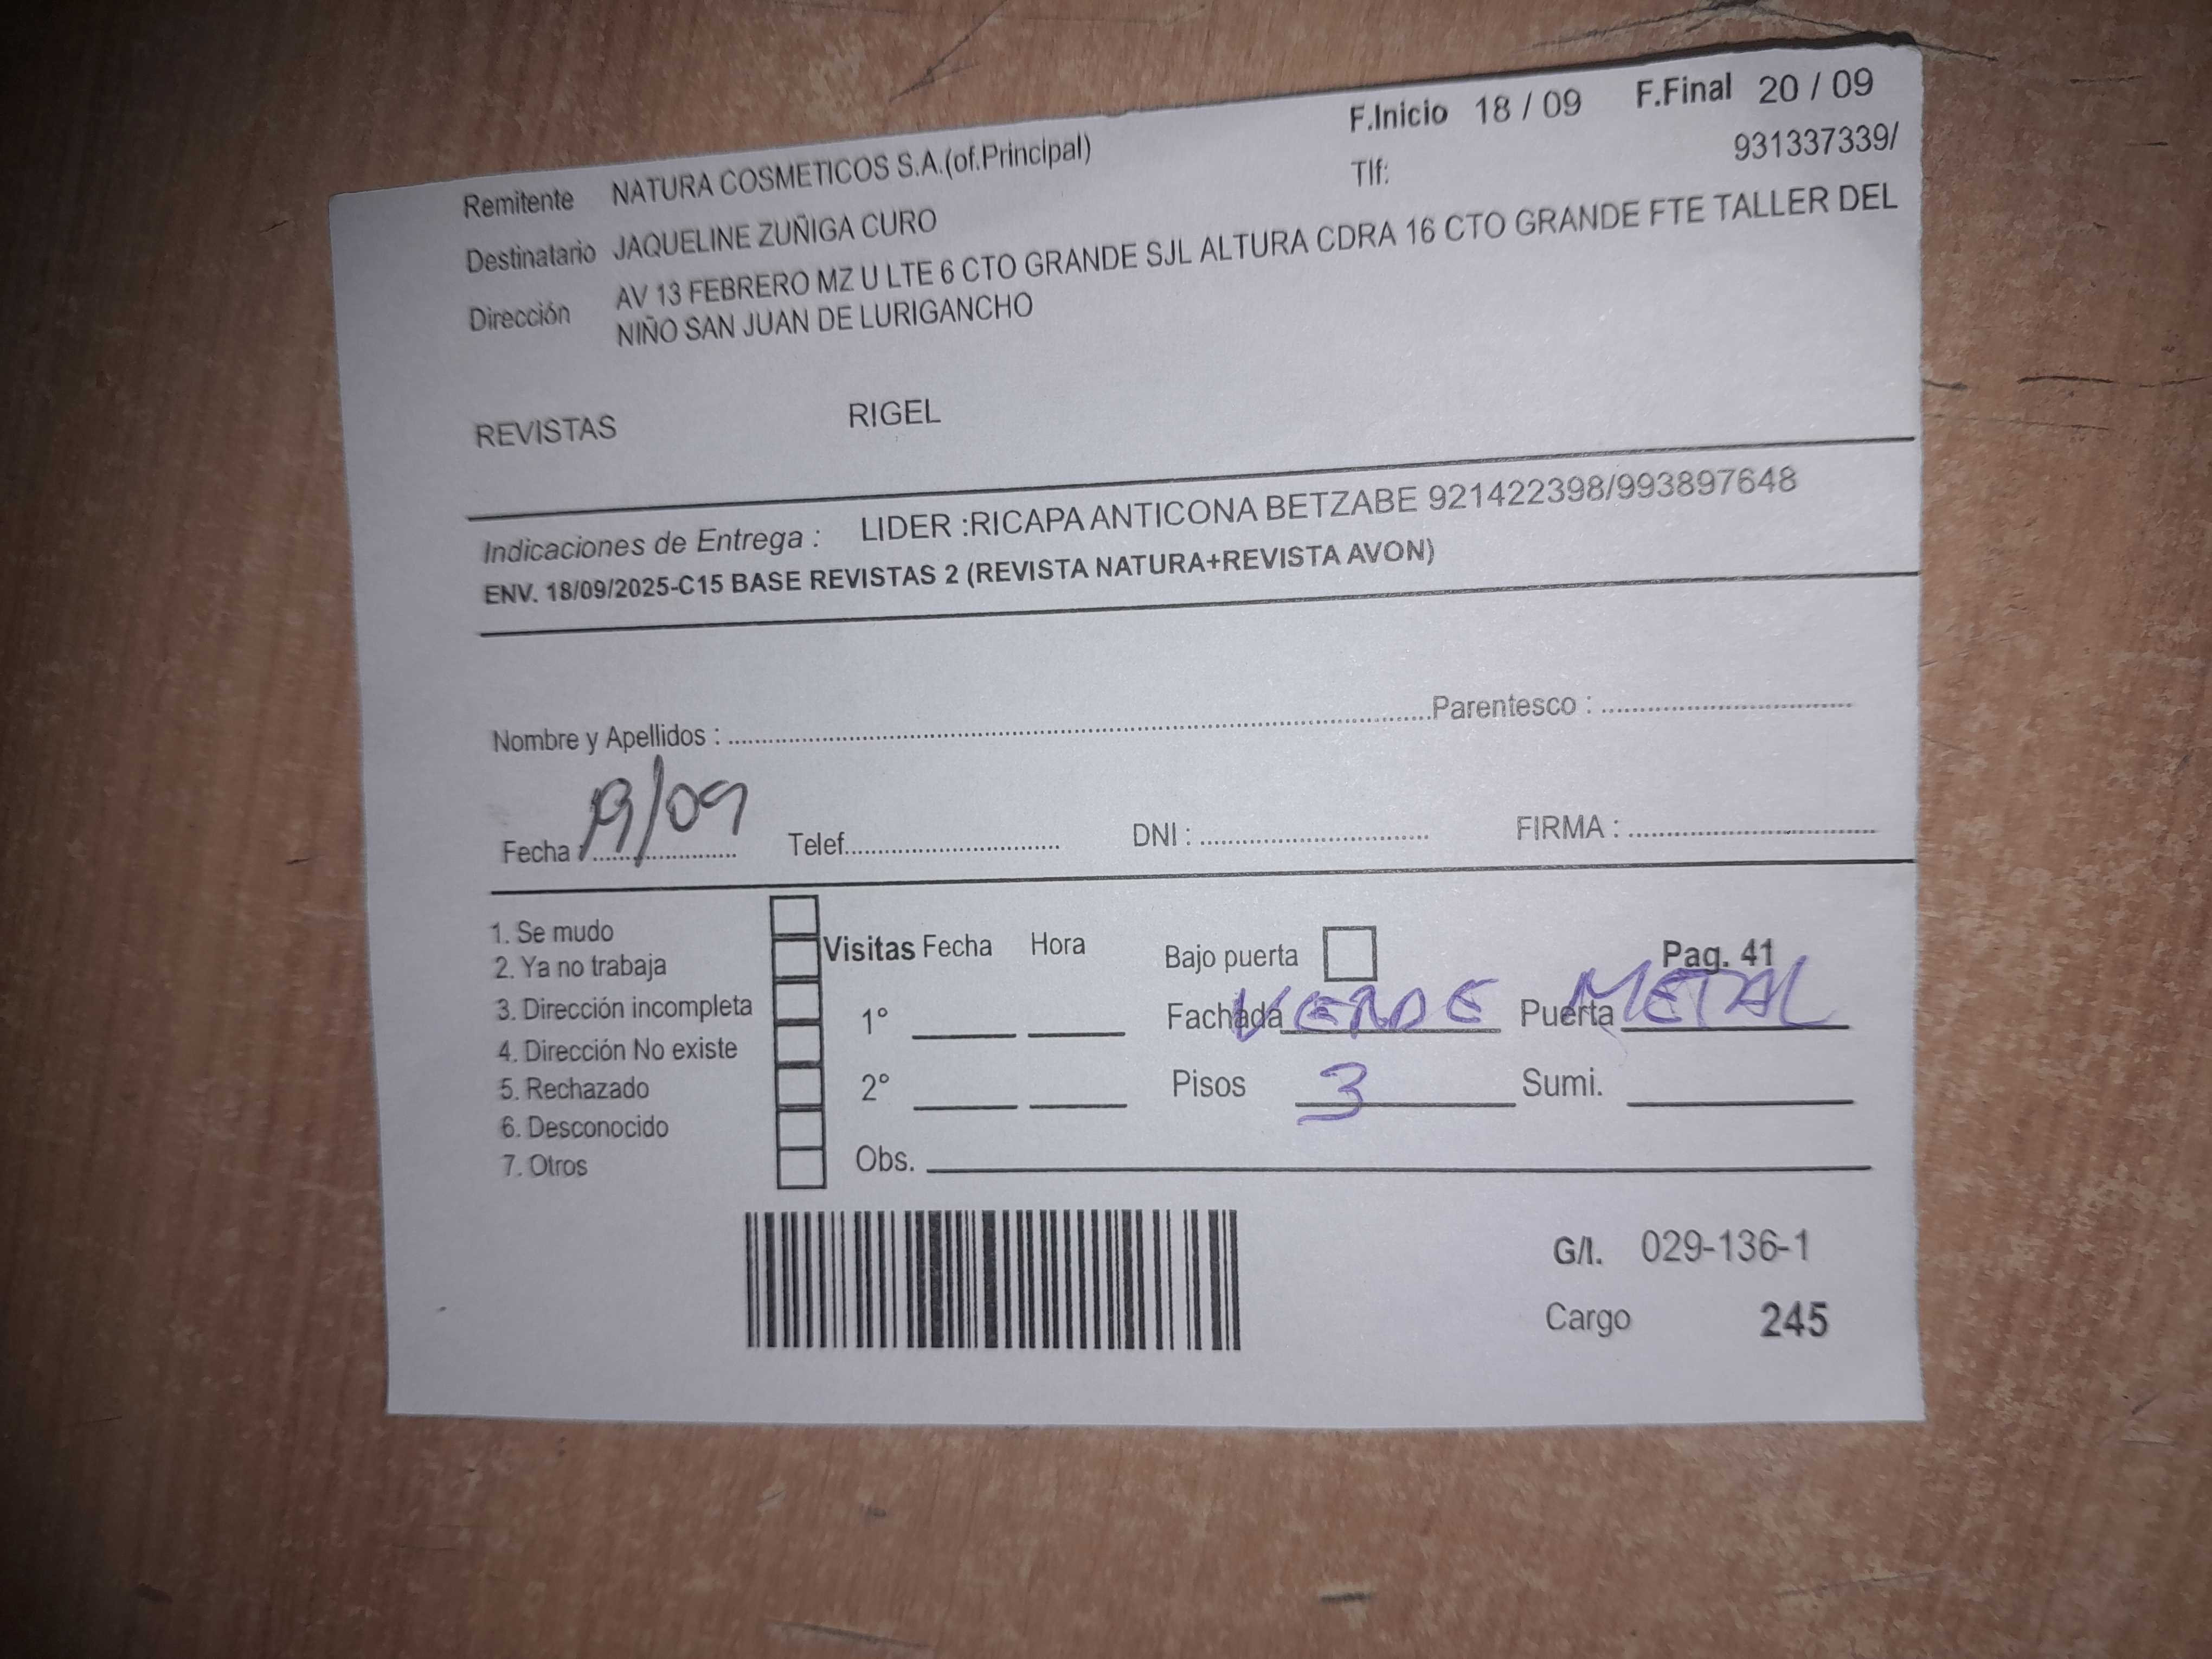 F.Inicio 18 / 09 F.Final 20 / 09
Remitente NATURA COSMETICOS S.A.(of.Principal) Tlf: 931337339/
Destinatario JAQUELINE ZUÑIGA CURO
Dirección AV 13 FEBRERO MZ U LTE 6 CTO GRANDE SJL ALTURA CDRA 16 CTO GRANDE FTE TALLER DEL
NIÑO SAN JUAN DE LURIGANCHO
REVISTAS RIGEL
Indicaciones de Entrega : LIDER :RICAPA ANTICONA BETZABE 921422398/993897648
ENV. 18/09/2025-C15 BASE REVISTAS 2 (REVISTA NATURA+REVISTA AVON)
Nombre y Apellidos : Parentesco :
Fecha 19/09 Telef. DNI : FIRMA :
1. Se mudo
2. Ya no trabaja
3. Dirección incompleta
4. Dirección No existe
5. Rechazado
6. Desconocido
7. Otros
Visitas Fecha Hora
1°
2°
Obs.
Bajo puerta Pag. 41
Fachada VERDE Puerta METAL
Pisos 3 Sumi.
G/I. 029-136-1
Cargo 245